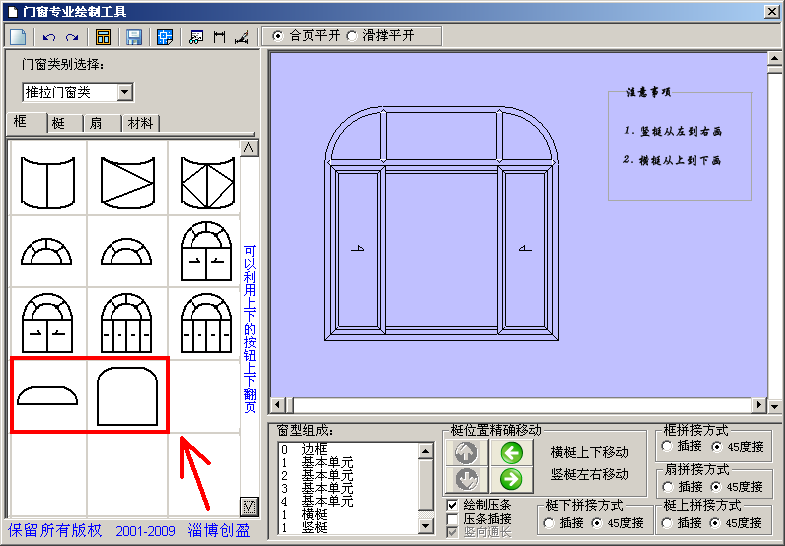 门窗专业绘制工具
合页平开 滑撑平开
门窗类别选择：
推拉门窗类
框 梃 扇 材料
可以利用上下的按钮上下翻页
注意事项
1. 竖梃从左到右画
2. 横梃从上到下画
窗型组成：
0 边框
1 基本单元
2 基本单元
3 基本单元
4 基本单元
1 横梃
1 竖梃
梃位置精确移动
横梃上下移动
竖梃左右移动
框拼接方式
插接 45度接
扇拼接方式
插接 45度接
绘制压条
压条插接
竖向通长
梃下拼接方式
插接 45度接
梃上拼接方式
插接 45度接
保留所有版权 2001-2009 淄博创盈